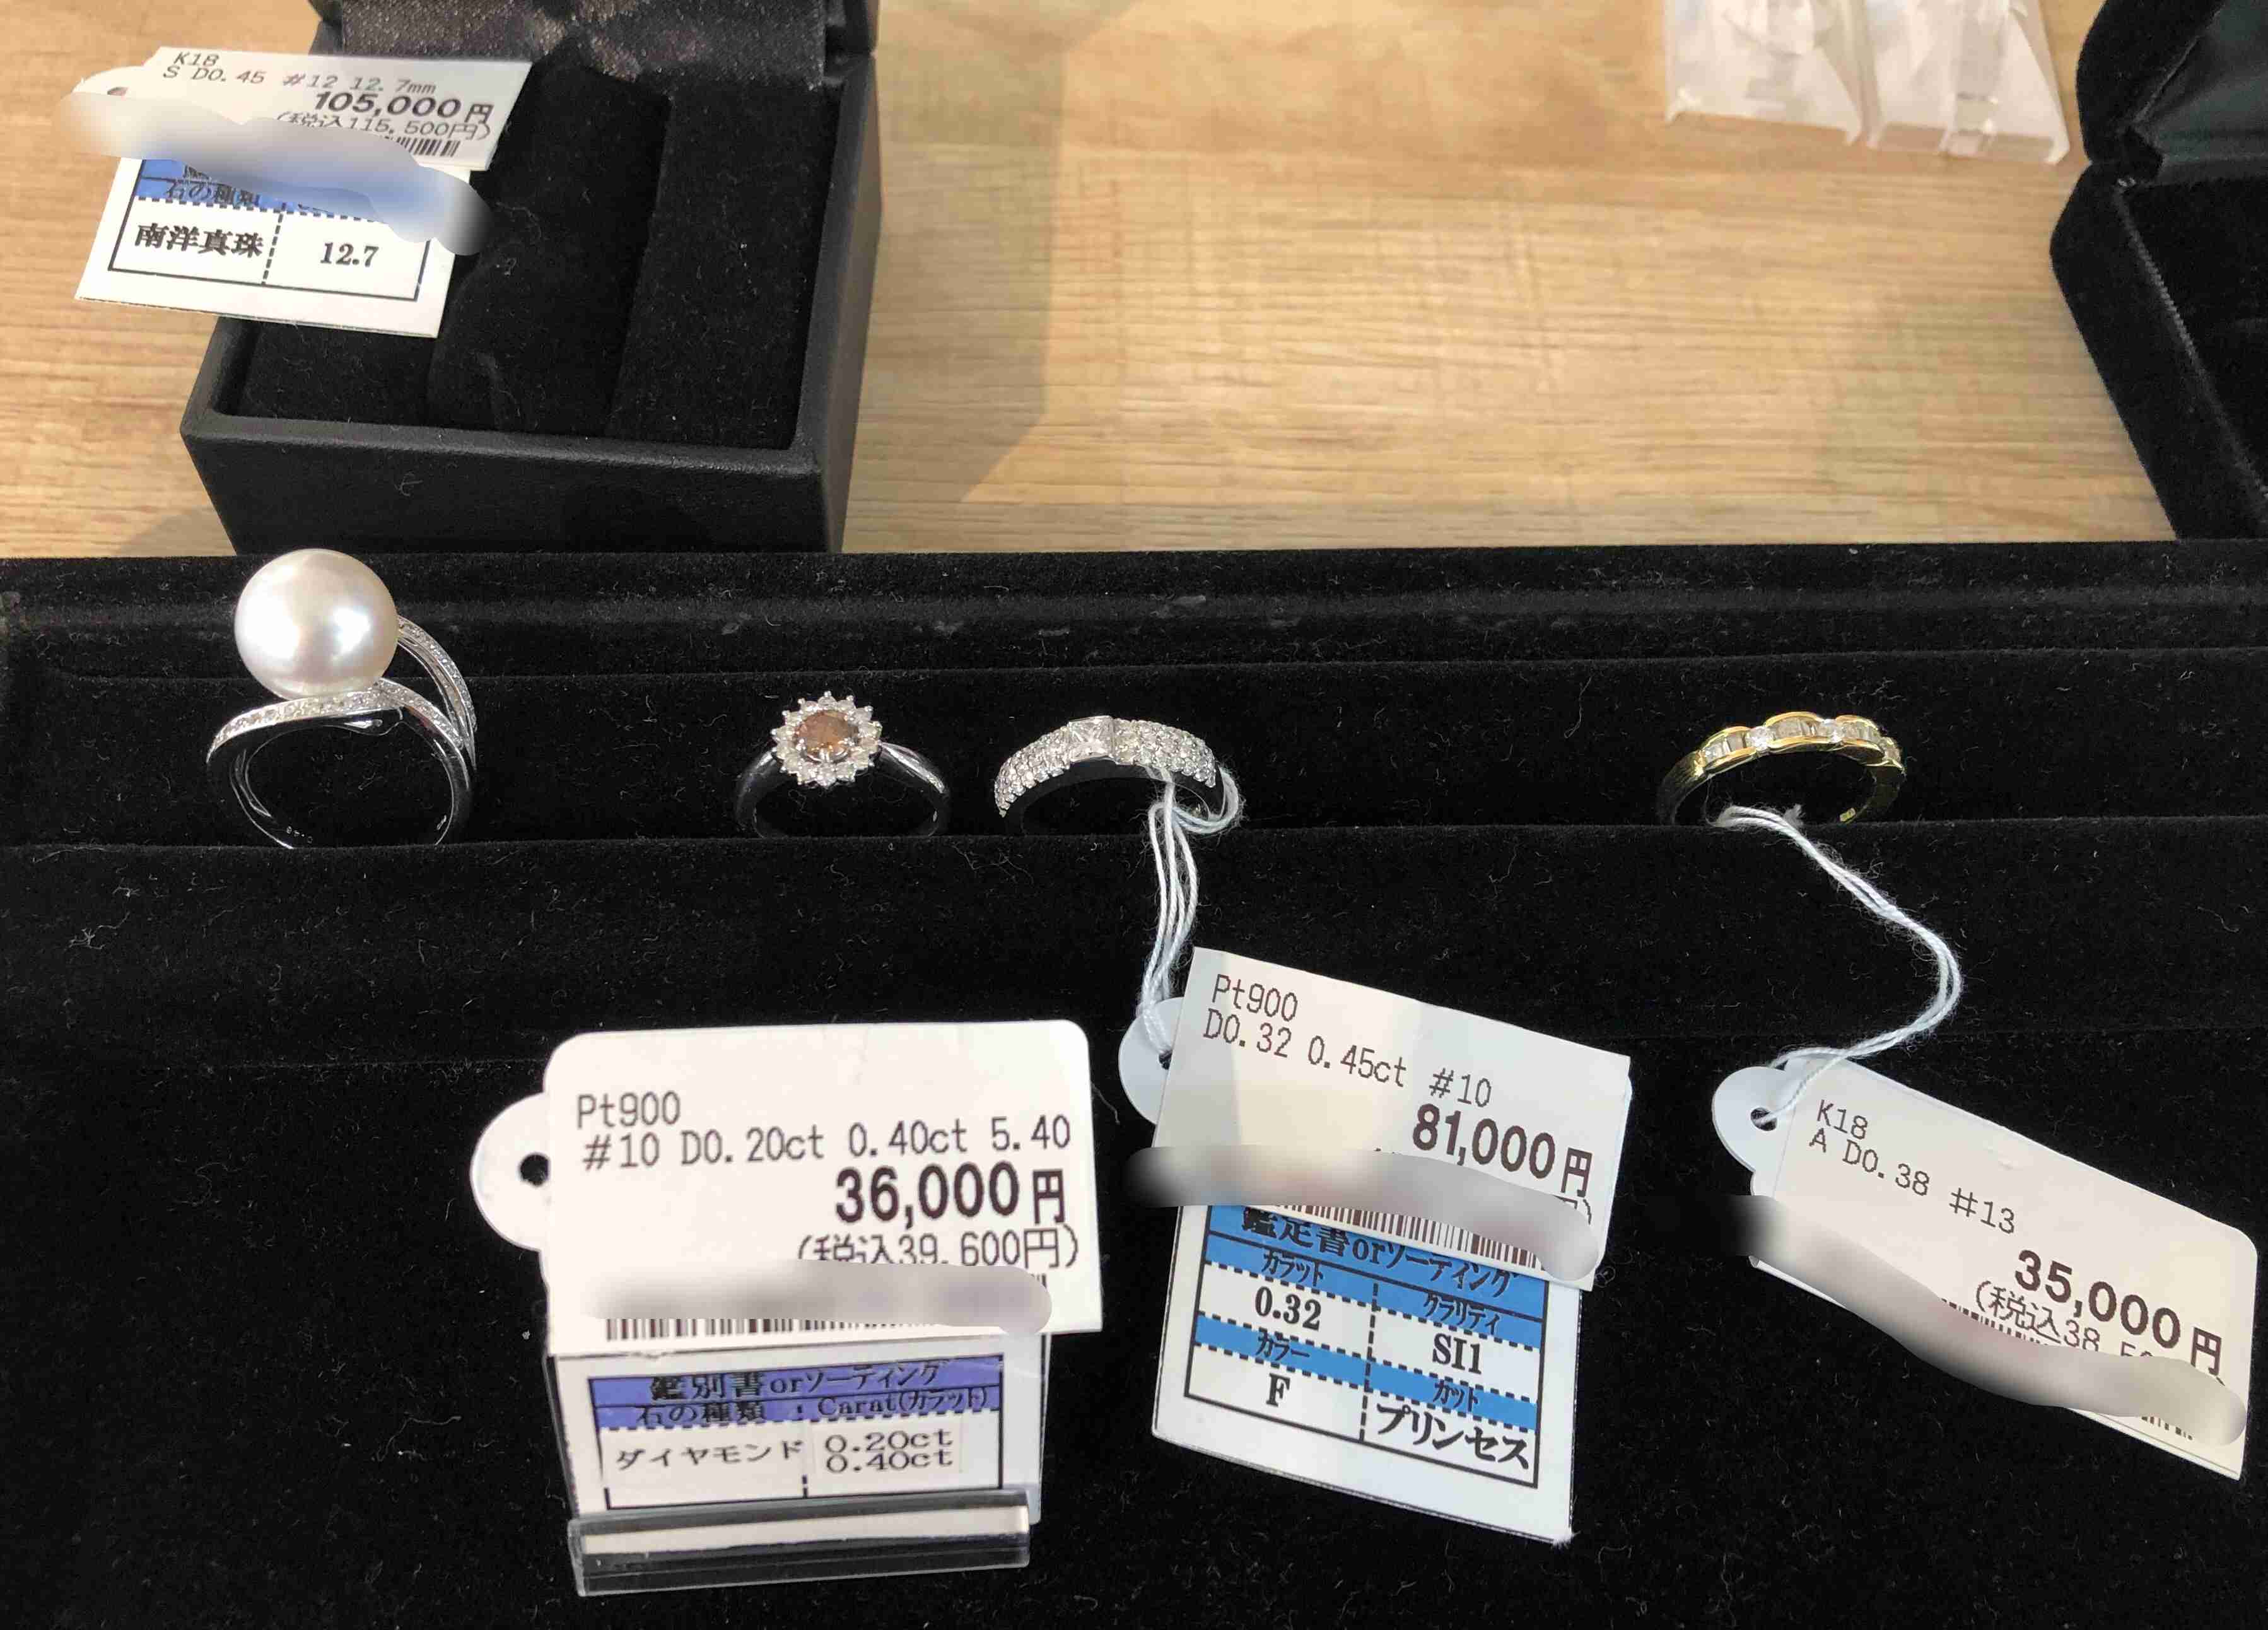 K18
S D0.45 #12 12.7mm
105,000円
(税込115,500円)
石の種類
南洋真珠 12.7
Pt900
#10 D0.20ct 0.40ct 5.40
36,000円
(税込39,600円)
鑑別書orソーティング
石の種類 : Carat(カラット)
ダイヤモンド 0.20ct
0.40ct
Pt900
D0.32 0.45ct #10
81,000円
鑑定書orソーティング
カラット クラリティ
0.32 SI1
カラー カット
F プリンセス
K18
A D0.38 #13
35,000円
(税込38